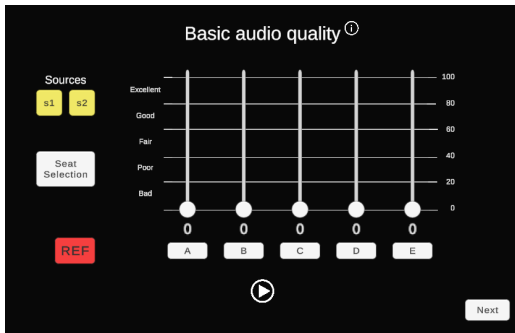 Basic audio quality i
Sources
s1 s2
Seat
Selection
REF
Excellent
Good
Fair
Poor
Bad
100
80
60
40
20
0
0 0 0 0 0
A B C D E
Next